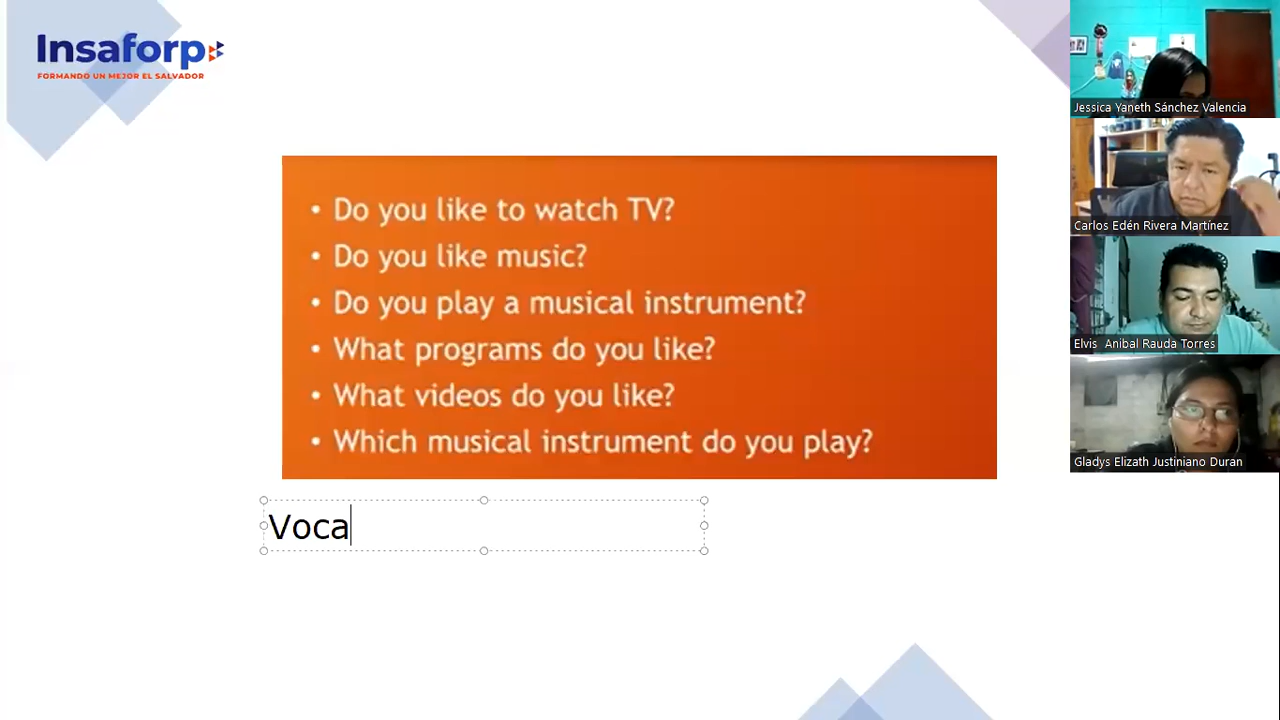 Insaforp
FORMANDO UN MEJOR EL SALVADOR
• Do you like to watch TV?
• Do you like music?
• Do you play a musical instrument?
• What programs do you like?
• What videos do you like?
• Which musical instrument do you play?
Voca
Jessica Yaneth Sánchez Valencia
Carlos Edén Rivera Martínez
Elvis Anibal Rauda Torres
Gladys Elizath Justiniano Duran